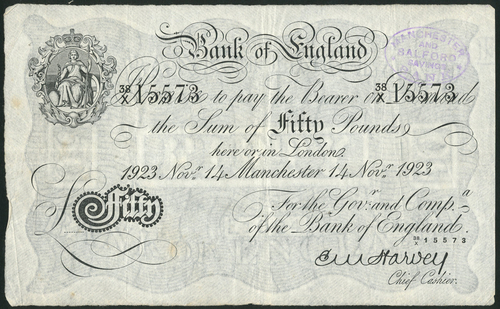 Bank of England
MANCHESTER
AND
SALFORD
SAVINGS
38/X 15573 to pay the Bearer on 38/X 15573
the Sum of Fifty Pounds
here or in London.
1923 Novr. 14 Manchester 14 Novr. 1923
For the Govr. and Compa.
of the Bank of England.
£ Fifty
38/X 15573
E M Harvey
Chief Cashier.